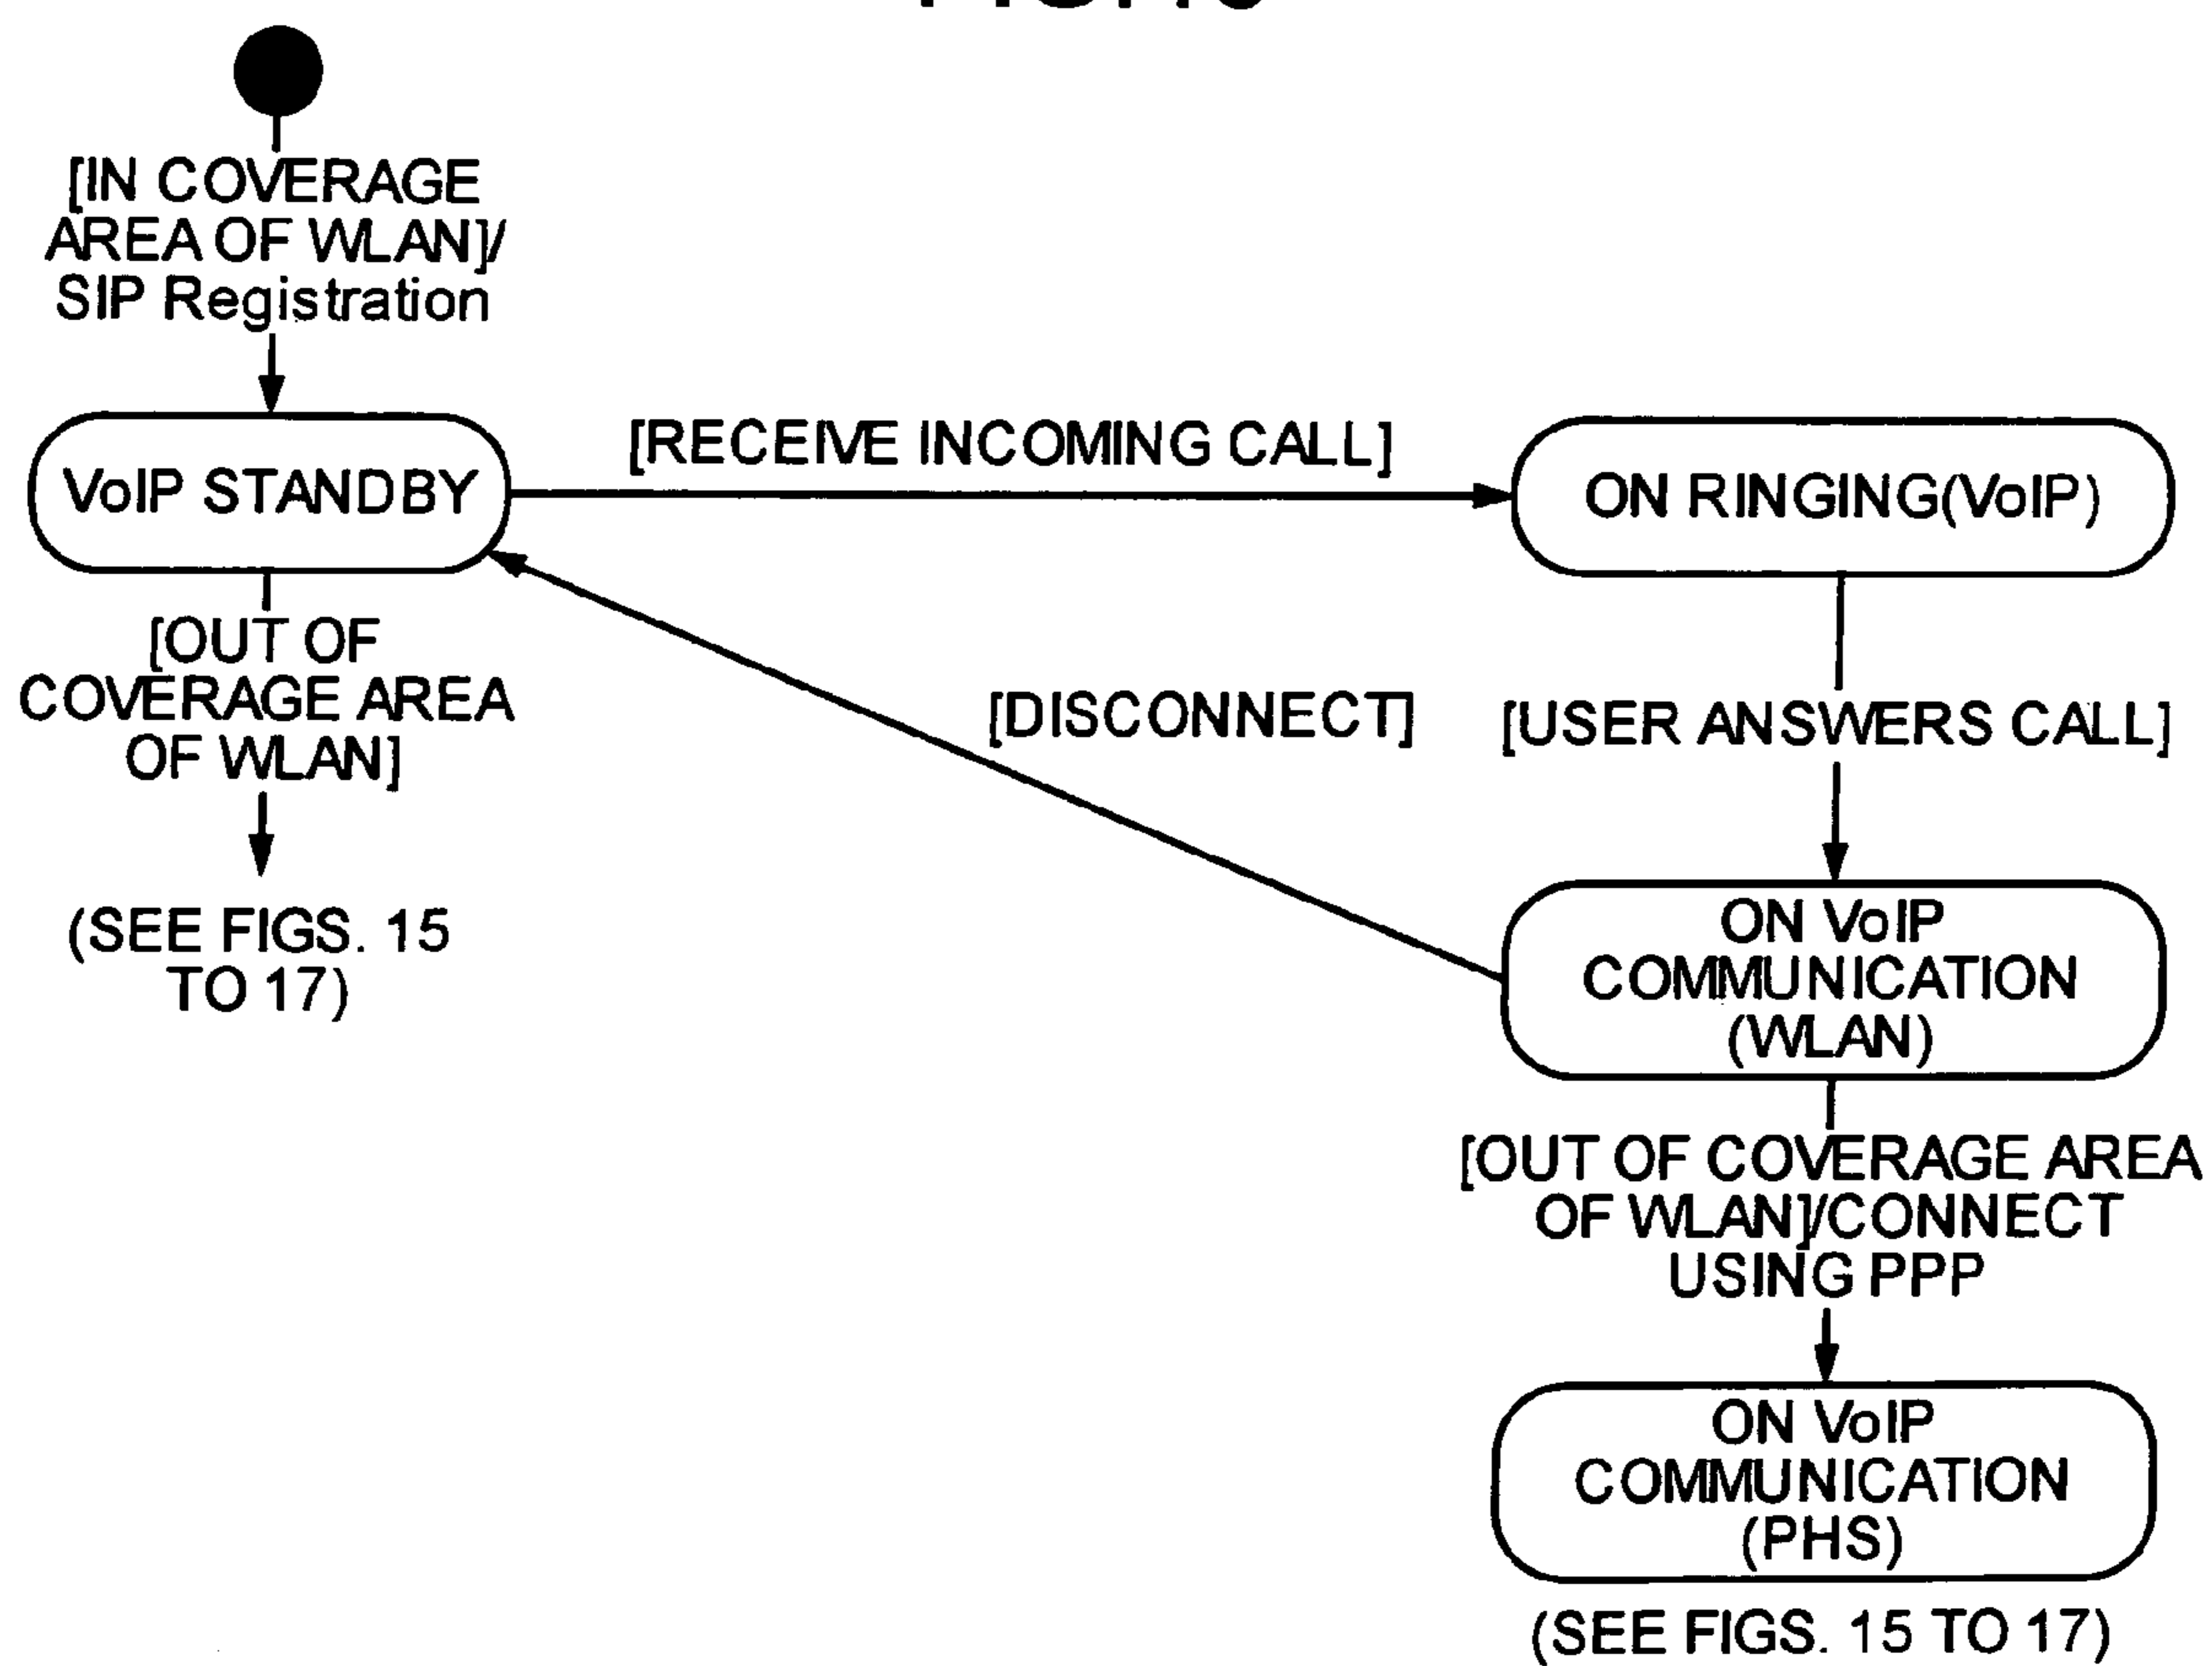 [IN COVERAGE
AREA OF WLAN]/
SIP Registration
VoIP STANDBY
[RECEIVE INCOMING CALL]
ON RINGING(VoIP)
[OUT OF
COVERAGE AREA
OF WLAN]
(SEE FIGS. 15
TO 17)
[DISCONNECT]
[USER ANSWERS CALL]
ON VoIP
COMMUNICATION
(WLAN)
[OUT OF COVERAGE AREA
OF WLAN]/CONNECT
USING PPP
ON VoIP
COMMUNICATION
(PHS)
(SEE FIGS. 15 TO 17)